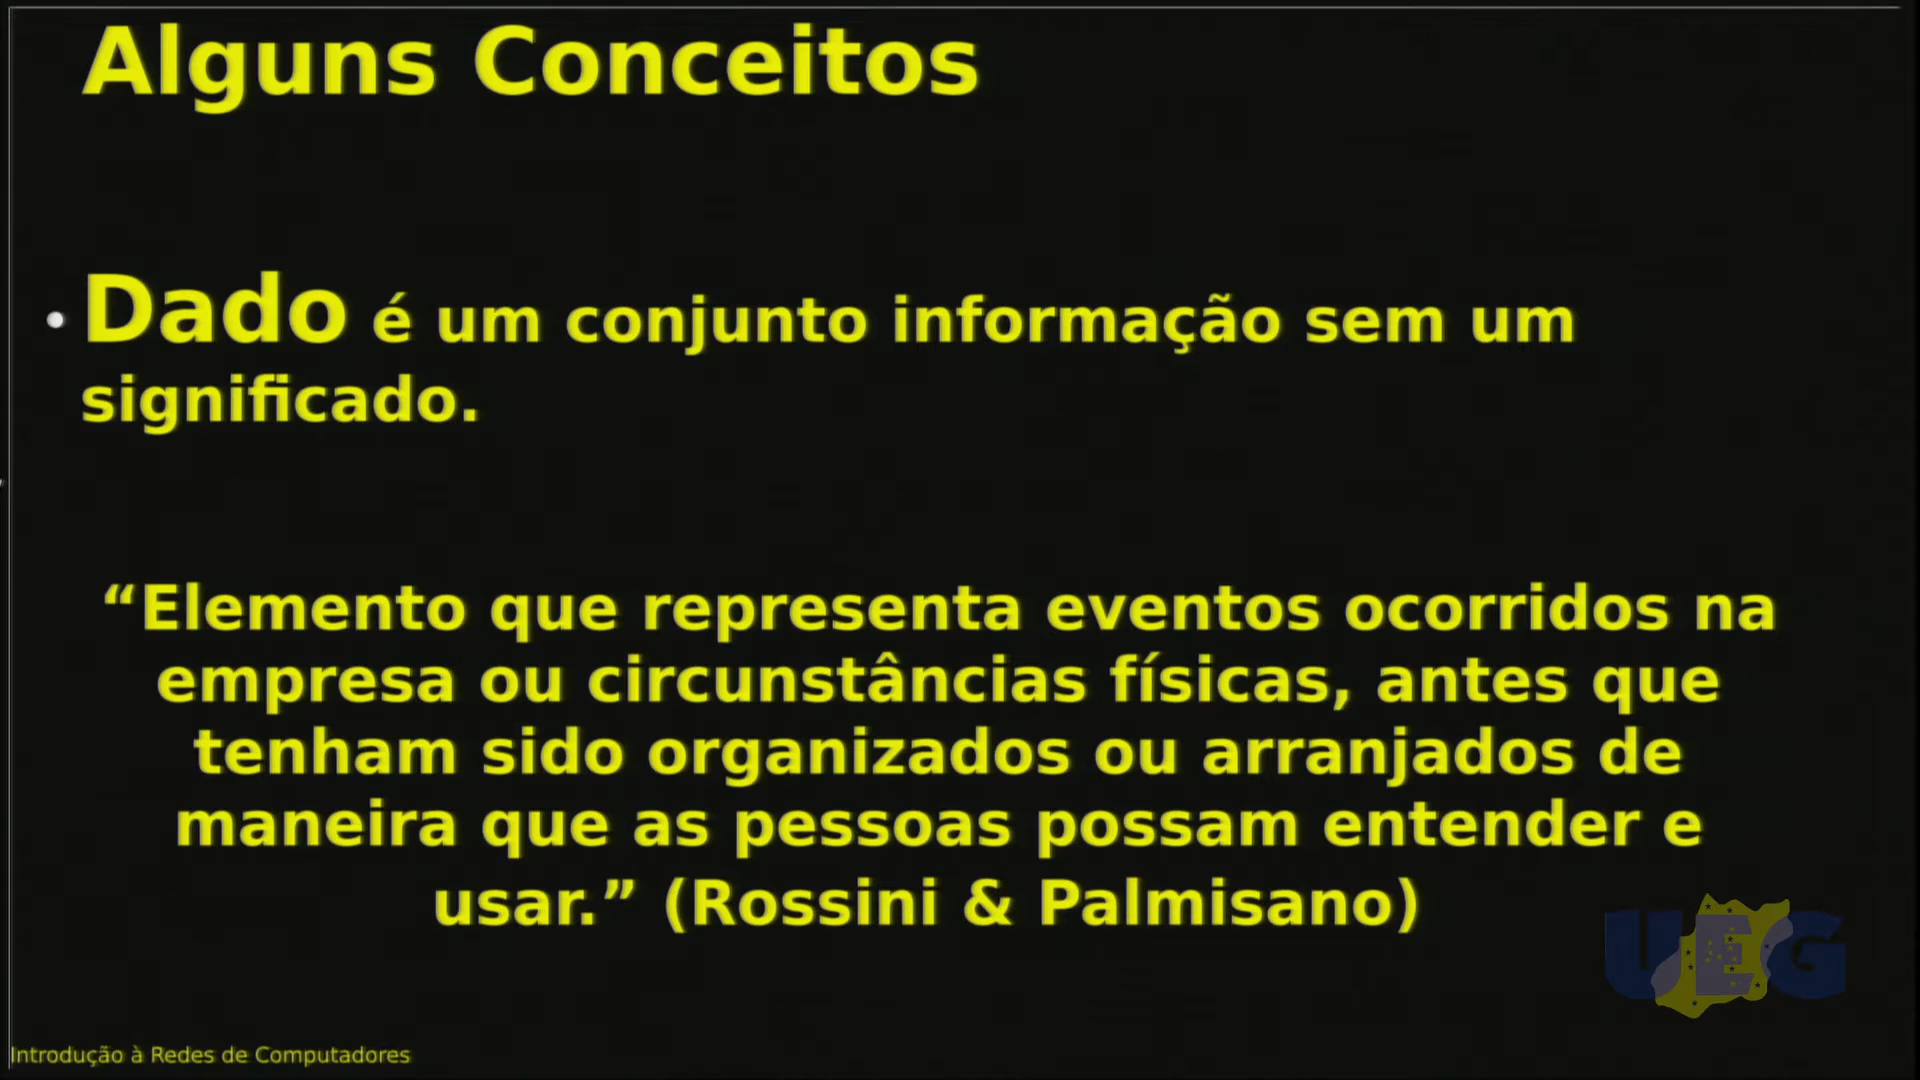 Alguns Conceitos
• Dado é um conjunto informação sem um
significado.
“Elemento que representa eventos ocorridos na
empresa ou circunstâncias físicas, antes que
tenham sido organizados ou arranjados de
maneira que as pessoas possam entender e
usar.” (Rossini & Palmisano)
UEG
Introdução à Redes de Computadores